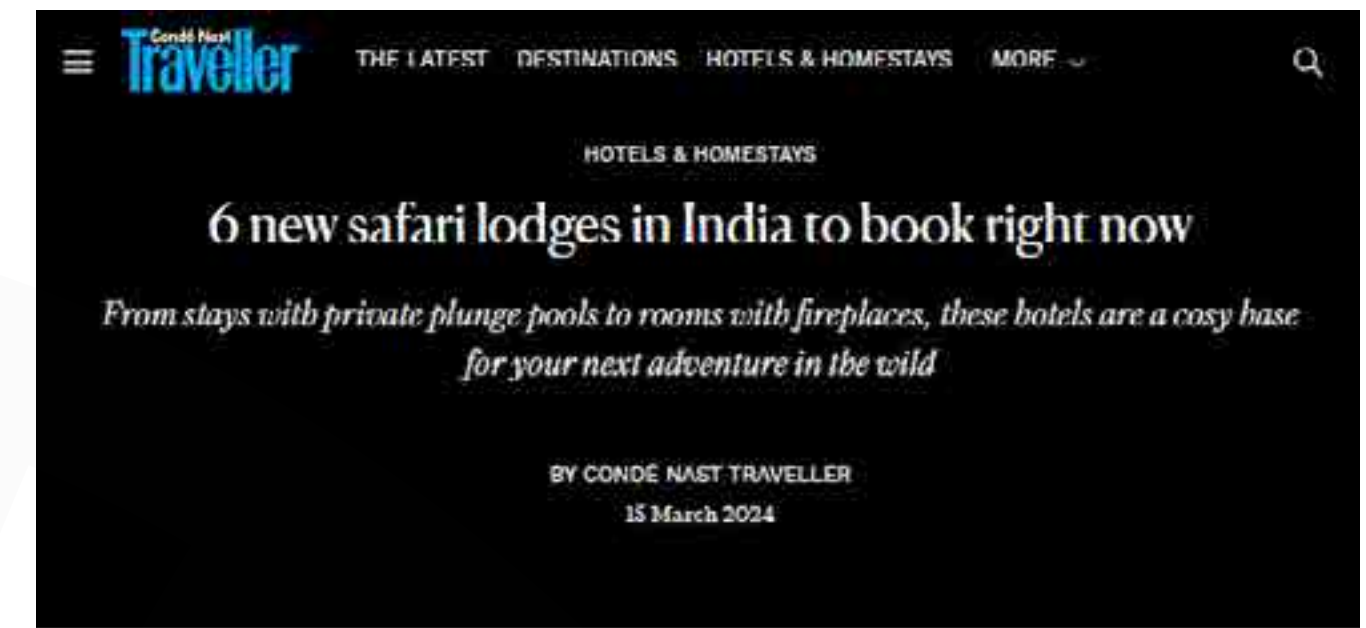 Condé Nast
Traveller
THE LATEST DESTINATIONS HOTELS & HOMESTAYS MORE
HOTELS & HOMESTAYS
6 new safari lodges in India to book right now
From stays with private plunge pools to rooms with fireplaces, these hotels are a cosy base
for your next adventure in the wild
BY CONDÉ NAST TRAVELLER
15 March 2024